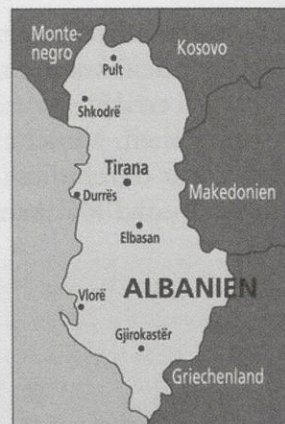 Monte-
negro
Kosovo
Pult
Shkodrë
Tirana
Durrës
Makedonien
Elbasan
Vlorë
ALBANIEN
Gjirokastër
Griechenland